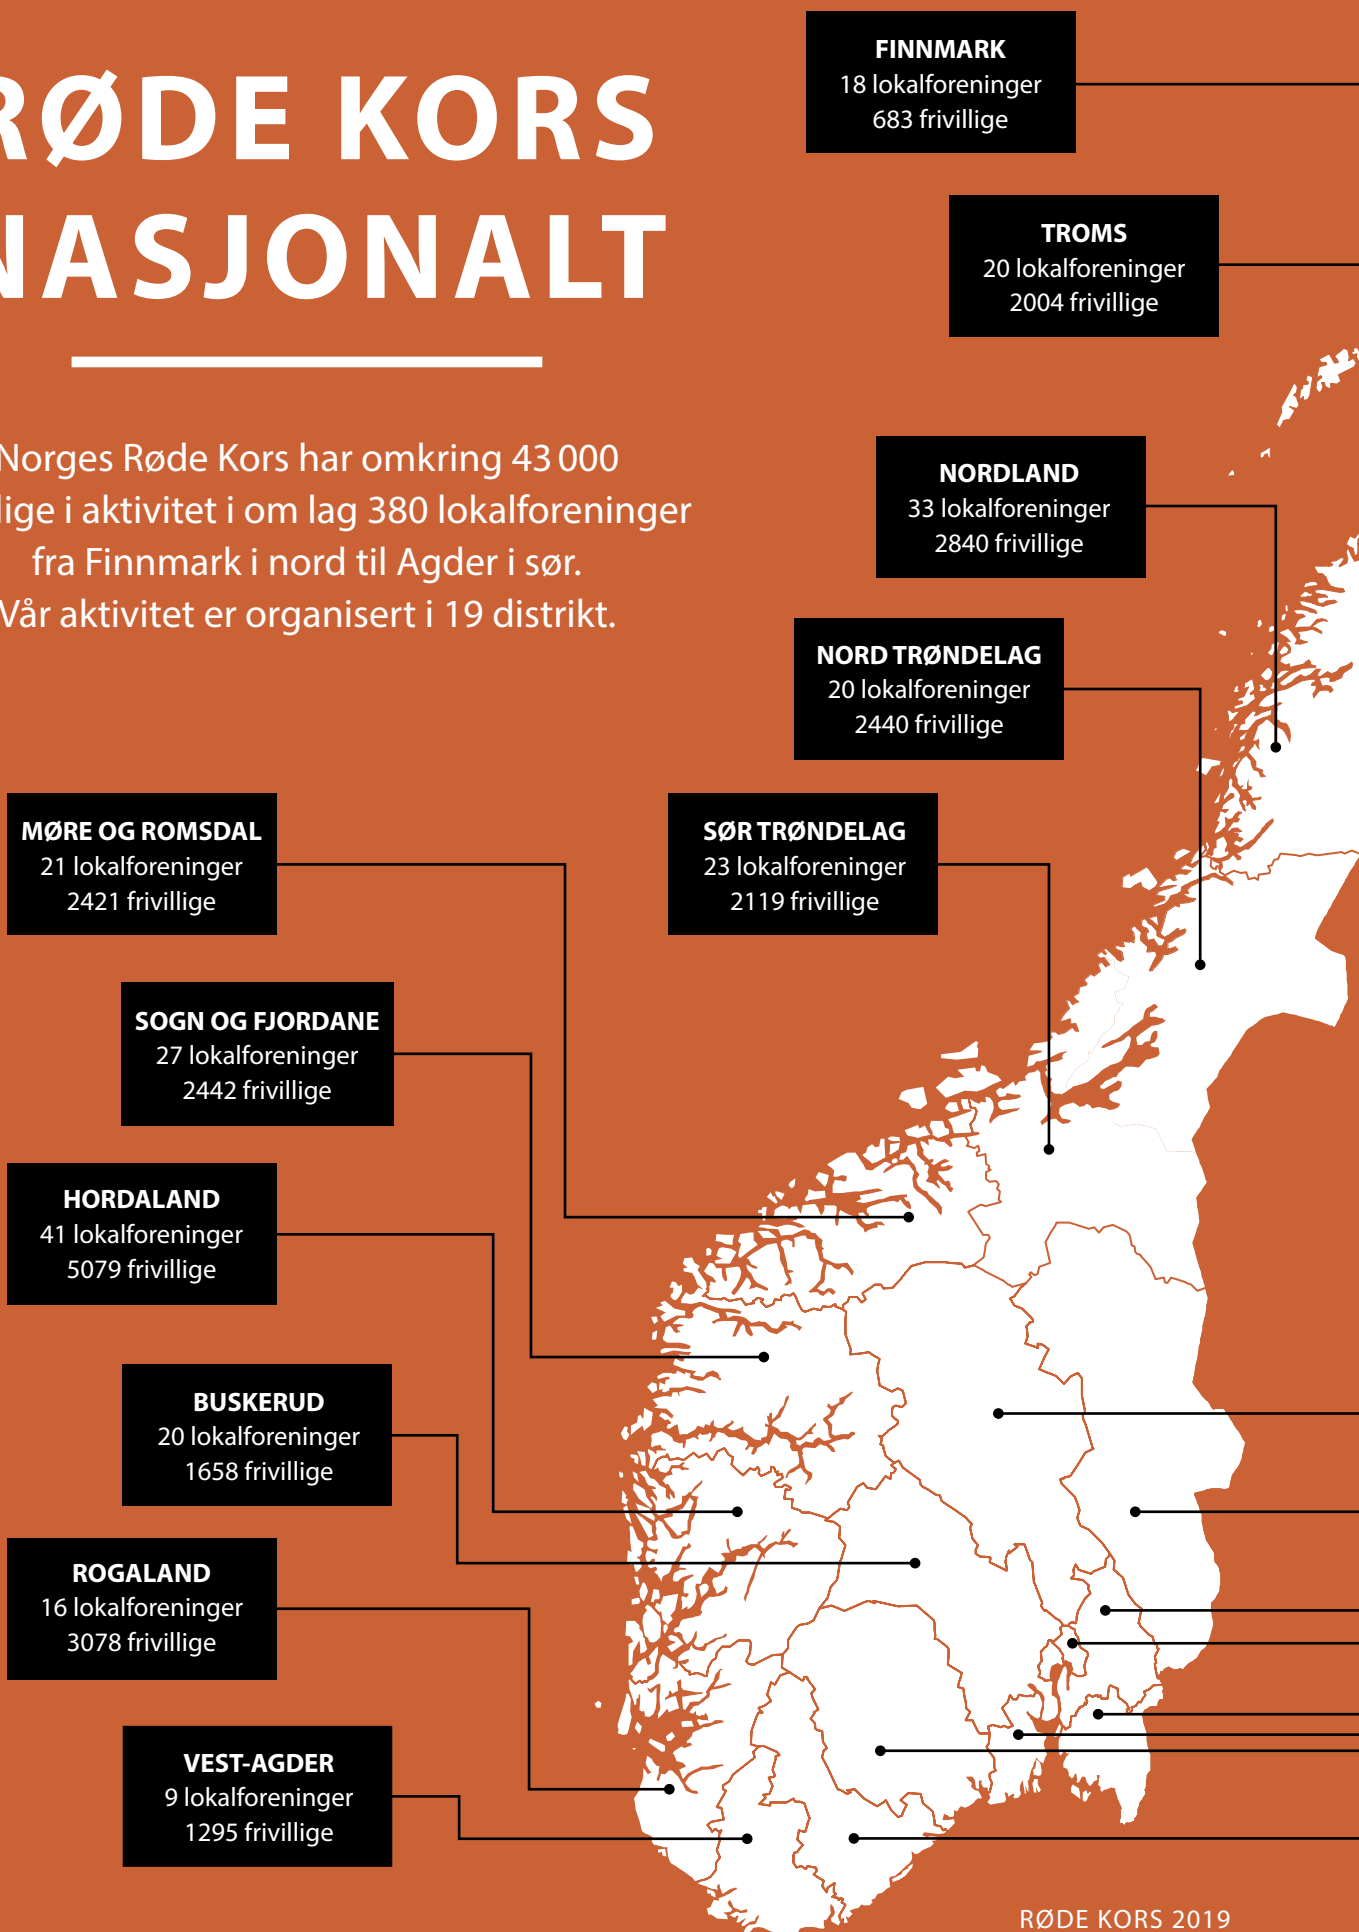 RØDE KORS
NASJONALT
Norges Røde Kors har omkring 43 000
lige i aktivitet i om lag 380 lokalforeninger
fra Finnmark i nord til Agder i sør.
Vår aktivitet er organisert i 19 distrikt.
FINNMARK
18 lokalforeninger
683 frivillige
TROMS
20 lokalforeninger
2004 frivillige
NORDLAND
33 lokalforeninger
2840 frivillige
NORD TRØNDELAG
20 lokalforeninger
2440 frivillige
MØRE OG ROMSDAL
21 lokalforeninger
2421 frivillige
SØR TRØNDELAG
23 lokalforeninger
2119 frivillige
SOGN OG FJORDANE
27 lokalforeninger
2442 frivillige
HORDALAND
41 lokalforeninger
5079 frivillige
BUSKERUD
20 lokalforeninger
1658 frivillige
ROGALAND
16 lokalforeninger
3078 frivillige
VEST-AGDER
9 lokalforeninger
1295 frivillige
RØDE KORS 2019